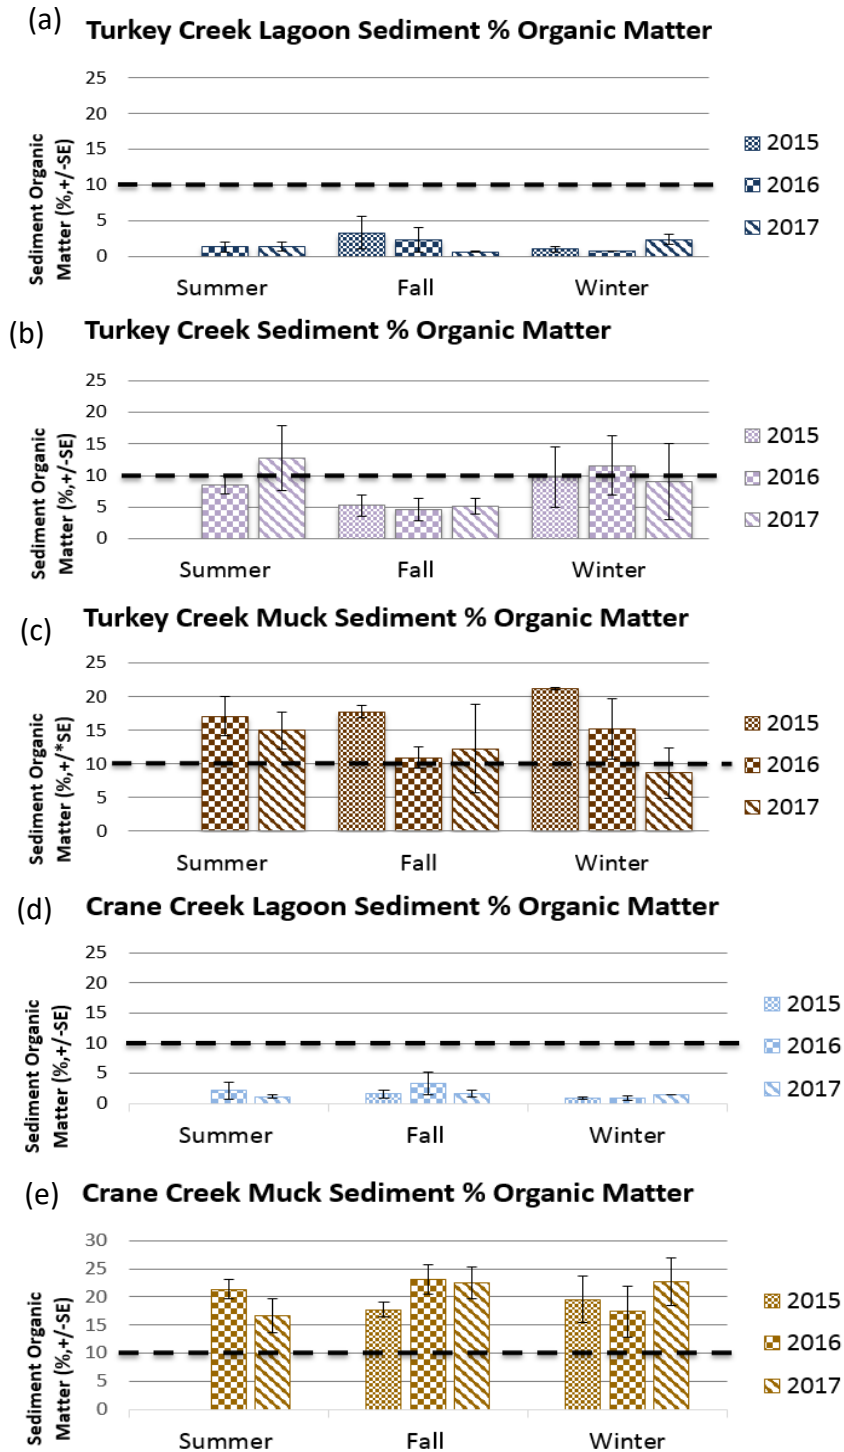 (a)
Turkey Creek Lagoon Sediment % Organic Matter
Sediment Organic
Matter (%,+/-SE)
25
20
15
10
5
0
Summer
Fall
Winter
2015
2016
2017
(b)
Turkey Creek Sediment % Organic Matter
Sediment Organic
Matter (%,+/-SE)
25
20
15
10
5
0
Summer
Fall
Winter
2015
2016
2017
(c)
Turkey Creek Muck Sediment % Organic Matter
Sediment Organic
Matter (%,+/*SE)
25
20
15
10
5
0
Summer
Fall
Winter
2015
2016
2017
(d)
Crane Creek Lagoon Sediment % Organic Matter
Sediment Organic
Matter (%,+/-SE)
25
20
15
10
5
0
Summer
Fall
Winter
2015
2016
2017
(e)
Crane Creek Muck Sediment % Organic Matter
Sediment Organic
Matter (%,+/-SE)
30
25
20
15
10
5
0
Summer
Fall
Winter
2015
2016
2017